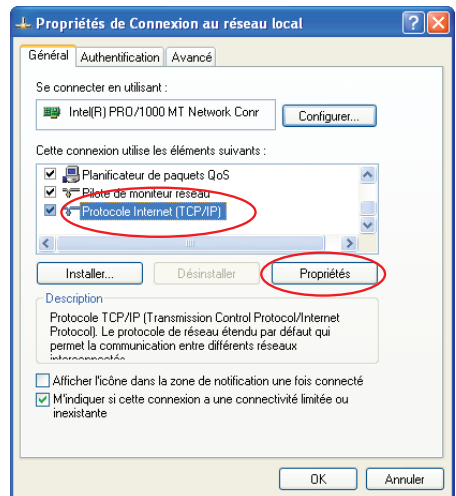 Propriétés de Connexion au réseau local
Général
Authentification
Avancé
Se connecter en utilisant :
Intel(R) PRO/1000 MT Network Conr
Configurer...
Cette connexion utilise les éléments suivants :
Planificateur de paquets QoS
Pilote de moniteur réseau
Protocole Internet (TCP/IP)
Installer...
Désinstaller
Propriétés
Description
Protocole TCP/IP (Transmission Control Protocol/Internet
Protocol). Le protocole de réseau étendu par défaut qui
permet la communication entre différents réseaux
interconnectés
Afficher l'icône dans la zone de notification une fois connecté
M'indiquer si cette connexion a une connectivité limitée ou
inexistante
OK
Annuler